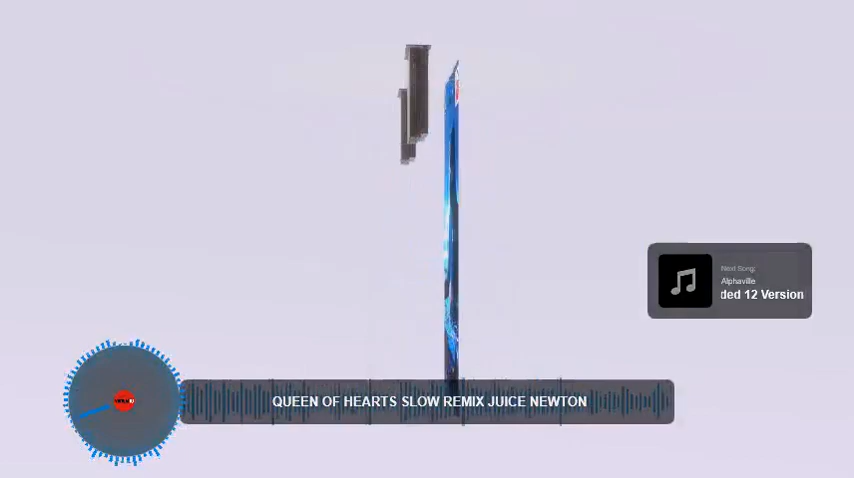 Next Song:
Alphaville
ded 12 Version
QUEEN OF HEARTS SLOW REMIX JUICE NEWTON